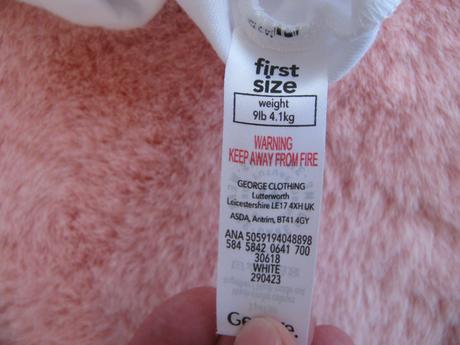 first
size
weight
9lb 4.1kg
WARNING
KEEP AWAY FROM FIRE
GEORGE CLOTHING
Lutterworth
Leicestershire LE17 4XH UK
ASDA, Antrim, BT41 4GY
ANA 5059194048898
584 5842 0641 700
30618
WHITE
290423